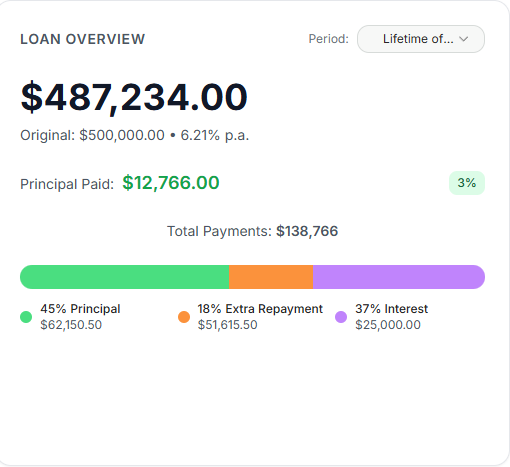 LOAN OVERVIEW
Period: Lifetime of...
$487,234.00
Original: $500,000.00 • 6.21% p.a.
Principal Paid: $12,766.00
3%
Total Payments: $138,766
45% Principal
$62,150.50
18% Extra Repayment
$51,615.50
37% Interest
$25,000.00